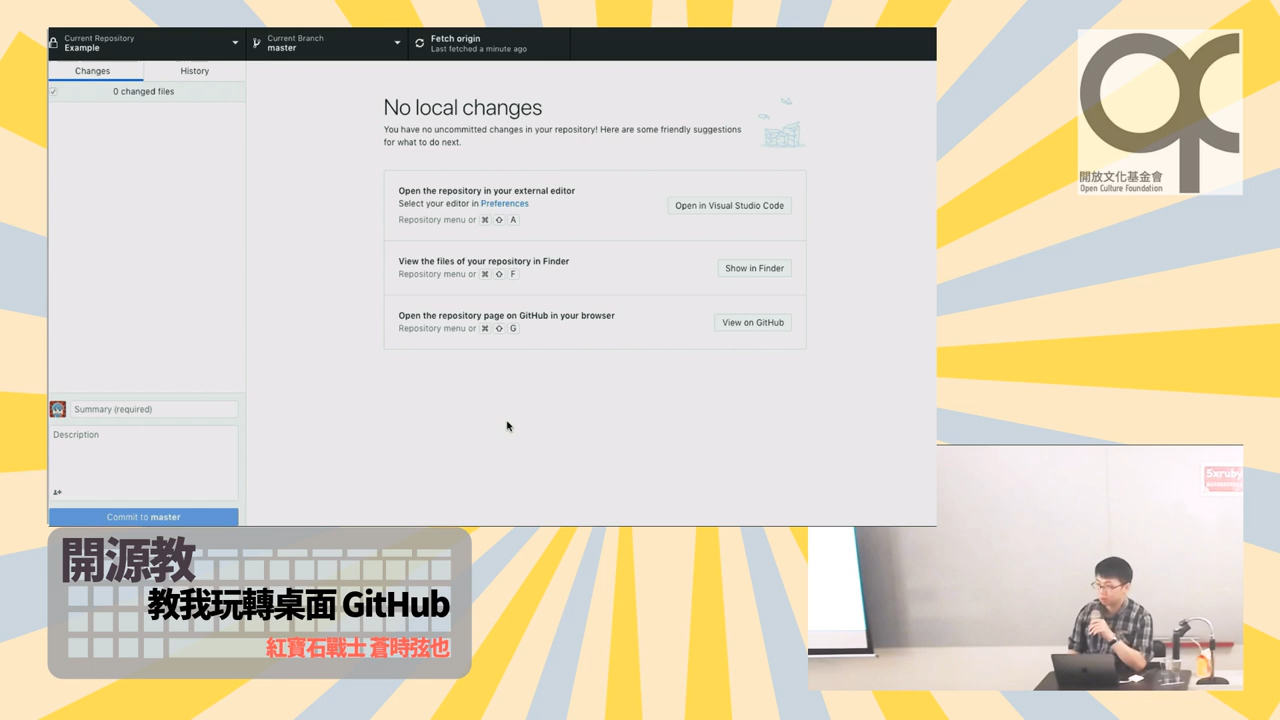 Current Repository
Example
Current Branch
master
Fetch origin
Last fetched a minute ago
Changes
History
0 changed files
No local changes
You have no uncommitted changes in your repository! Here are some friendly suggestions
for what to do next.
Open the repository in your external editor
Select your editor in Preferences
Repository menu or ⌘ ⇧ A
Open in Visual Studio Code
View the files of your repository in Finder
Repository menu or ⌘ ⇧ F
Show in Finder
Open the repository page on GitHub in your browser
Repository menu or ⌘ ⇧ G
View on GitHub
Summary (required)
Description
Commit to master
開放文化基金會
Open Culture Foundation
5xruby
開源教
教我玩轉桌面 GitHub
紅寶石戰士 蒼時弦也